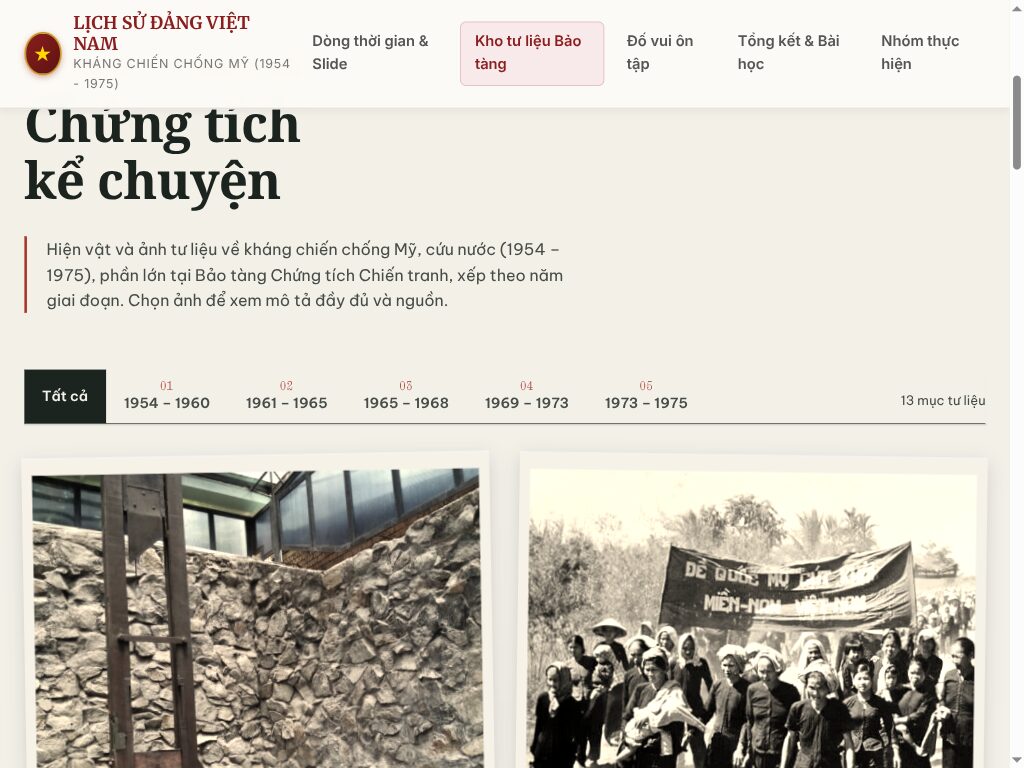 LỊCH SỬ ĐẢNG VIỆT
NAM
KHÁNG CHIẾN CHỐNG MỸ (1954
- 1975)
Dòng thời gian &
Slide
Kho tư liệu Bảo
tàng
Đố vui ôn
tập
Tổng kết & Bài
học
Nhóm thực
hiện
Chứng tích
kể chuyện
Hiện vật và ảnh tư liệu về kháng chiến chống Mỹ, cứu nước (1954 –
1975), phần lớn tại Bảo tàng Chứng tích Chiến tranh, xếp theo năm
giai đoạn. Chọn ảnh để xem mô tả đầy đủ và nguồn.
Tất cả
01
1954 – 1960
02
1961 – 1965
03
1965 – 1968
04
1969 – 1973
05
1973 – 1975
13 mục tư liệu
ĐẾ QUỐC MỸ CÚT KHỎI
MIỀN-NAM VIỆT-NAM